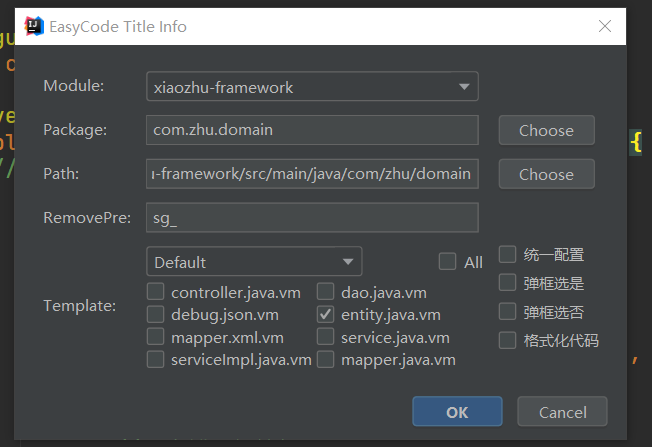 EasyCode Title Info
Module: xiaozhu-framework
Package: com.zhu.domain Choose
Path: -framework/src/main/java/com/zhu/domain Choose
RemovePre: sg_
Default All 统一配置
弹框选是
Template: controller.java.vm dao.java.vm
debug.json.vm entity.java.vm 弹框选否
mapper.xml.vm service.java.vm 格式化代码
serviceImpl.java.vm mapper.java.vm
OK Cancel